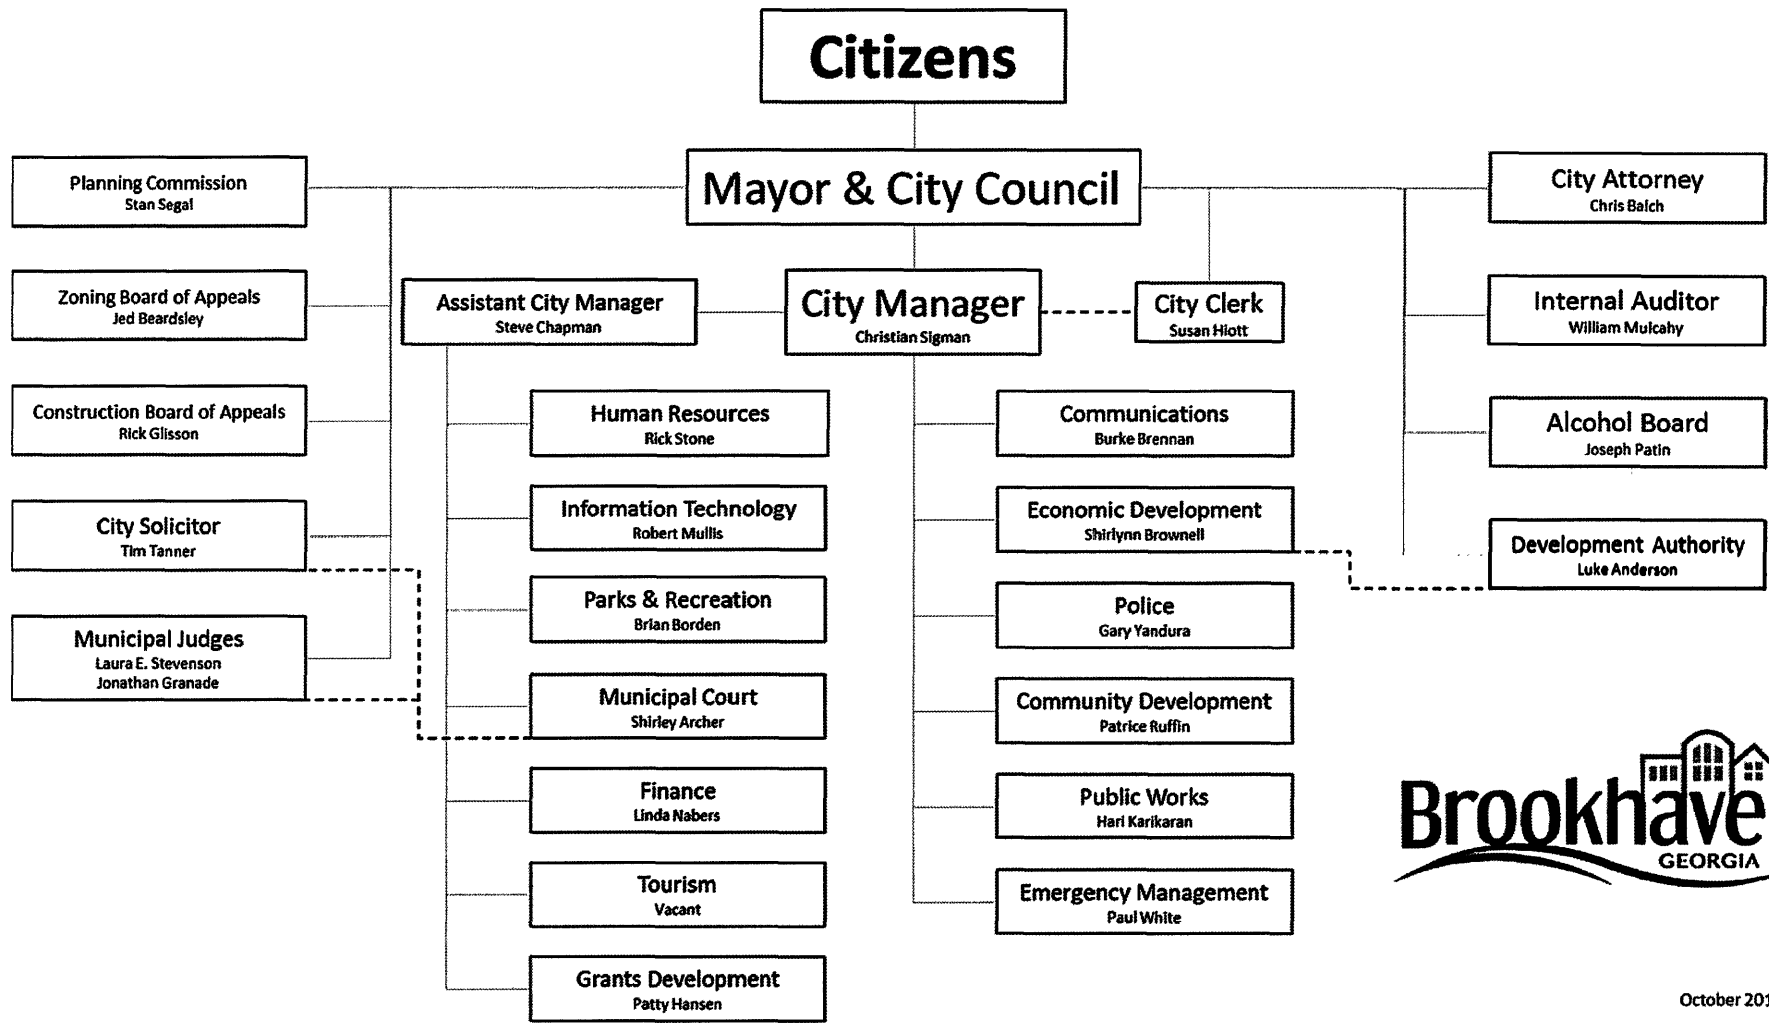 Citizens
Mayor & City Council
Planning Commission
Stan Segal
Zoning Board of Appeals
Jed Beardsley
Construction Board of Appeals
Rick Glisson
City Solicitor
Tim Tanner
Municipal Judges
Laura E. Stevenson
Jonathan Granade
Assistant City Manager
Steve Chapman
City Manager
Christian Sigman
City Clerk
Susan Hiott
Human Resources
Rick Stone
Information Technology
Robert Mullis
Parks & Recreation
Brian Borden
Municipal Court
Shirley Archer
Finance
Linda Nabers
Tourism
Vacant
Grants Development
Patty Hansen
Communications
Burke Brennan
Economic Development
Shirlynn Brownell
Police
Gary Yandura
Community Development
Patrice Ruffin
Public Works
Hari Karikaran
Emergency Management
Paul White
City Attorney
Chris Balch
Internal Auditor
William Mulcahy
Alcohol Board
Joseph Patin
Development Authority
Luke Anderson
Brookhave
GEORGIA
October 201